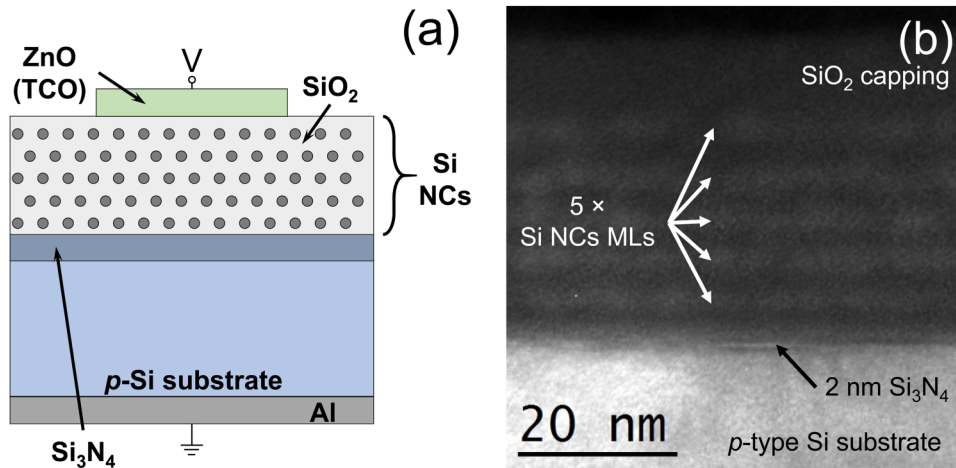 (a)
ZnO
(TCO)
V
SiO₂
Si
NCs
p-Si substrate
Al
Si₃N₄
(b)
SiO₂ capping
5 ×
Si NCs MLs
2 nm Si₃N₄
20 nm
p-type Si substrate